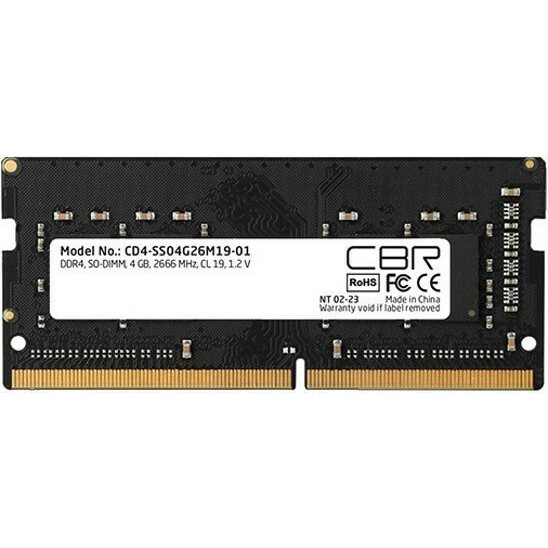 Model No.: CD4-SS04G26M19-01
DDR4, SO-DIMM, 4 GB, 2666 MHz, CL 19, 1.2 V
CBR
RoHS FC CE
NT 02-23 Made in China
Warranty void if label removed